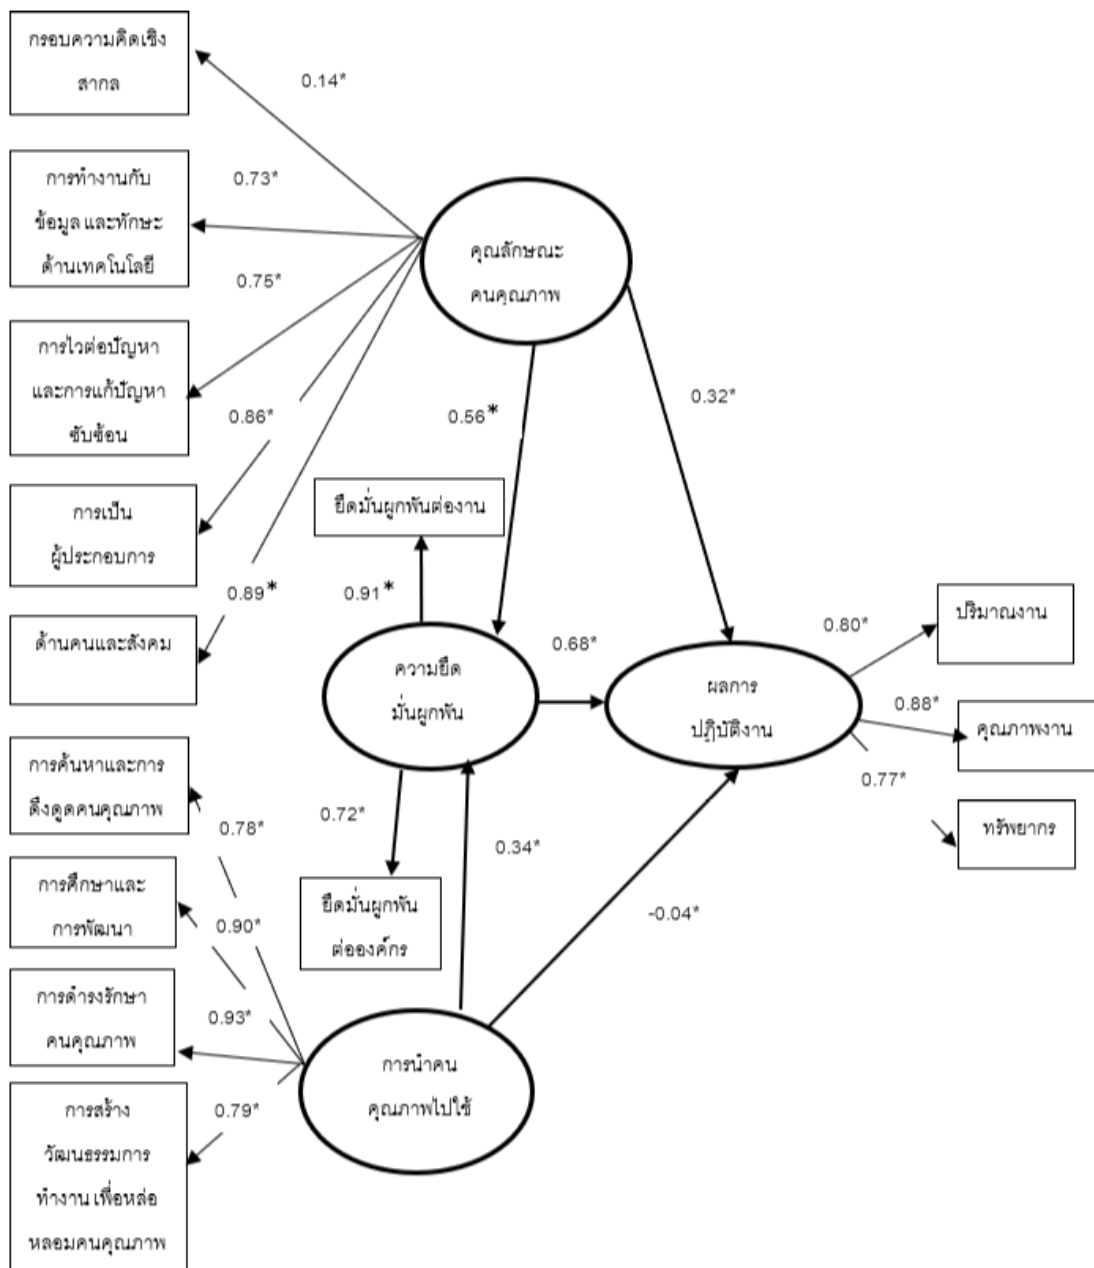 กรอบความคิดเชิง
สากล
0.14*
การทำงานกับ
ข้อมูล และทักษะ
ด้านเทคโนโลยี
0.73*
คุณลักษณะ
คนคุณภาพ
0.75*
การไวต่อปัญหา
และการแก้ปัญหา
ซับซ้อน
0.86*
0.56*
0.32*
การเป็น
ผู้ประกอบการ
ยึดมั่นผูกพันต่องาน
0.89*
0.91*
ด้านคนและสังคม
ความยึด
มั่นผูกพัน
0.68*
ผลการ
ปฏิบัติงาน
0.80*
ปริมาณงาน
0.88*
คุณภาพงาน
0.77*
ทรัพยากร
การค้นหาและการ
ดึงดูดคนคุณภาพ
0.78*
0.72*
0.34*
การศึกษาและ
การพัฒนา
0.90*
ยึดมั่นผูกพัน
ต่อองค์กร
-0.04*
การดำรงรักษา
คนคุณภาพ
0.93*
การนำคน
คุณภาพไปใช้
การสร้าง
วัฒนธรรมการ
ทำงาน เพื่อหล่อ
หลอมคนคุณภาพ
0.79*